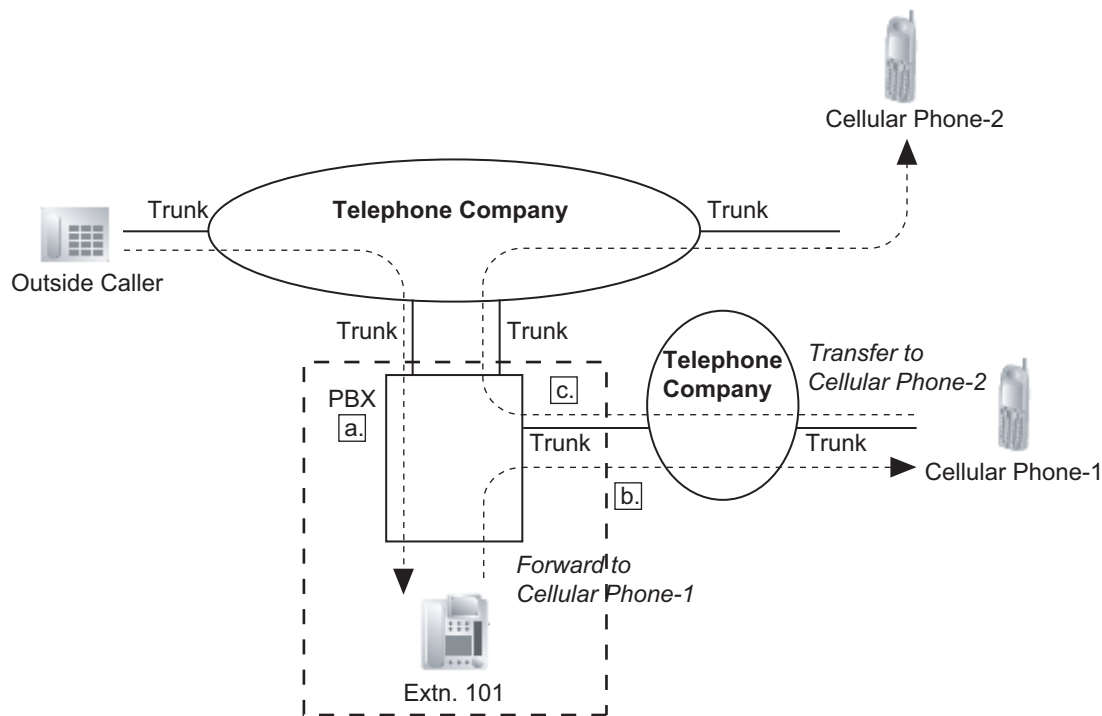 Cellular Phone-2
Trunk
Telephone Company
Trunk
Outside Caller
Trunk
Trunk
Telephone
Company
Transfer to
Cellular Phone-2
PBX
a.
c.
Trunk
Trunk
Cellular Phone-1
b.
Forward to
Cellular Phone-1
Extn. 101